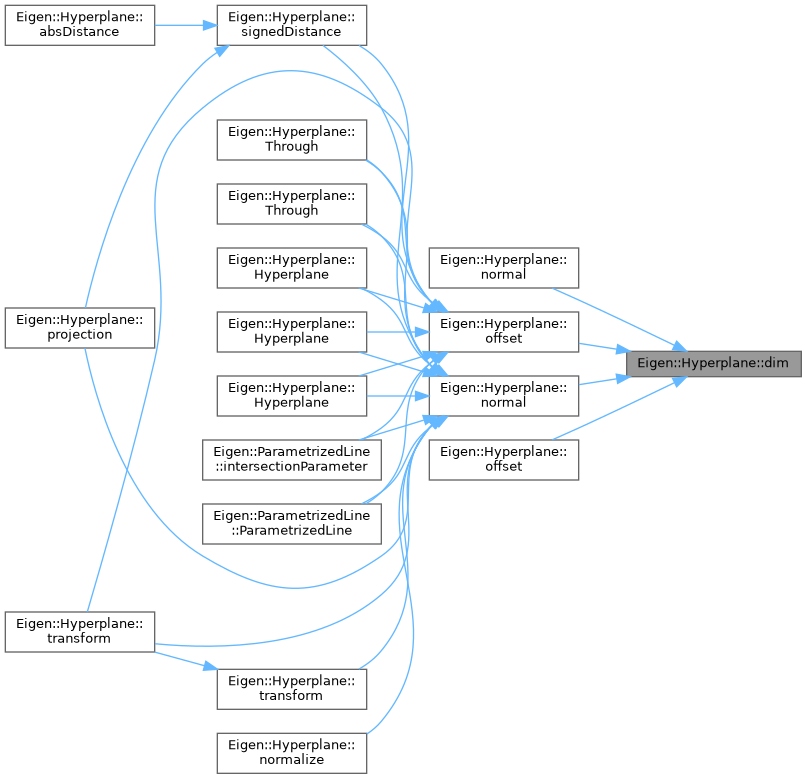 Eigen::Hyperplane::
absDistance
Eigen::Hyperplane::
signedDistance
Eigen::Hyperplane::
Through
Eigen::Hyperplane::
Through
Eigen::Hyperplane::
Hyperplane
Eigen::Hyperplane::
normal
Eigen::Hyperplane::
projection
Eigen::Hyperplane::
Hyperplane
Eigen::Hyperplane::
offset
Eigen::Hyperplane::dim
Eigen::Hyperplane::
Hyperplane
Eigen::Hyperplane::
normal
Eigen::ParametrizedLine
::intersectionParameter
Eigen::Hyperplane::
offset
Eigen::ParametrizedLine
::ParametrizedLine
Eigen::Hyperplane::
transform
Eigen::Hyperplane::
transform
Eigen::Hyperplane::
normalize